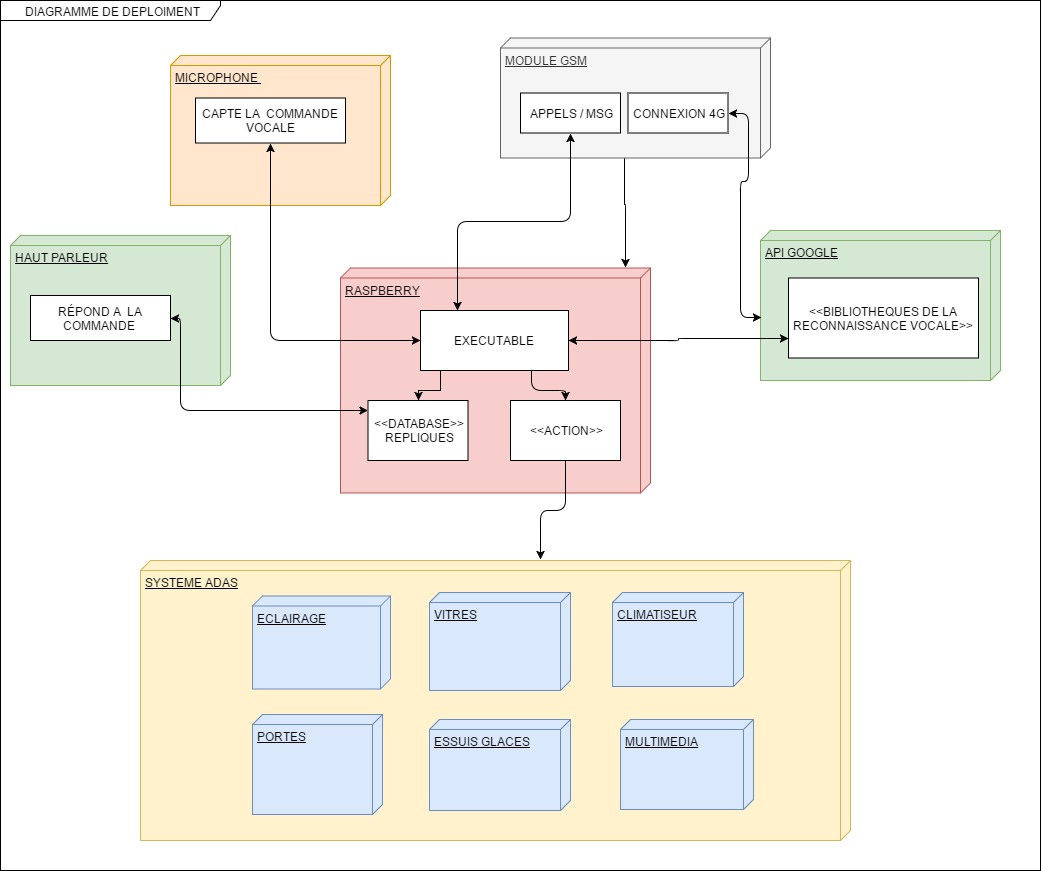 DIAGRAMME DE DEPLOIMENT
MICROPHONE
CAPTE LA COMMANDE
VOCALE
MODULE GSM
APPELS / MSG
CONNEXION 4G
HAUT PARLEUR
RÉPOND A LA
COMMANDE
RASPBERRY
EXECUTABLE
<<DATABASE>>
REPLIQUES
<<ACTION>>
API GOOGLE
<<BIBLIOTHEQUES DE LA
RECONNAISSANCE VOCALE>>
SYSTEME ADAS
ECLAIRAGE
VITRES
CLIMATISEUR
PORTES
ESSUIS GLACES
MULTIMEDIA